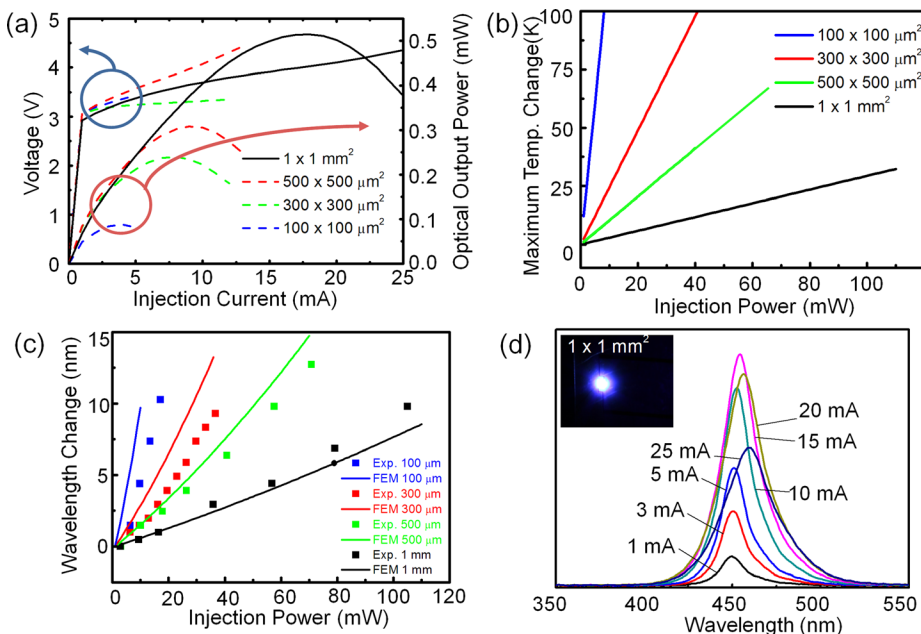 (a)
Voltage (V)
5
4
3
2
1
0
0 5 10 15 20 25
Injection Current (mA)
0.5
0.4
0.3
0.2
0.1
0.0
Optical Output Power (mW)
1 x 1 mm²
500 x 500 μm²
300 x 300 μm²
100 x 100 μm²
(b)
Maximum Temp. Change(K)
100
75
50
25
0
0 20 40 60 80 100 120
Injection Power (mW)
100 x 100 μm²
300 x 300 μm²
500 x 500 μm²
1 x 1 mm²
(c)
Wavelength Change (nm)
15
10
5
0
0 20 40 60 80 100 120
Injection Power (mW)
Exp. 100 μm
FEM 100 μm
Exp. 300 μm
FEM 300 μm
Exp. 500 μm
FEM 500 μm
Exp. 1 mm
FEM 1 mm
(d)
1 x 1 mm²
20 mA
15 mA
25 mA
5 mA
10 mA
3 mA
1 mA
350 400 450 500 550
Wavelength (nm)